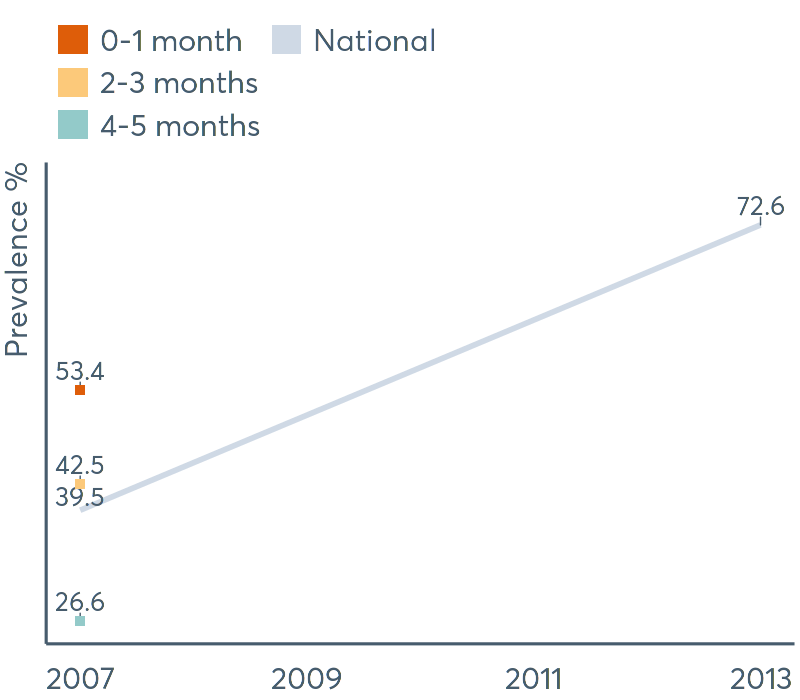 0-1 month
National
2-3 months
4-5 months
Prevalence %
72.6
53.4
42.5
39.5
26.6
2007
2009
2011
2013